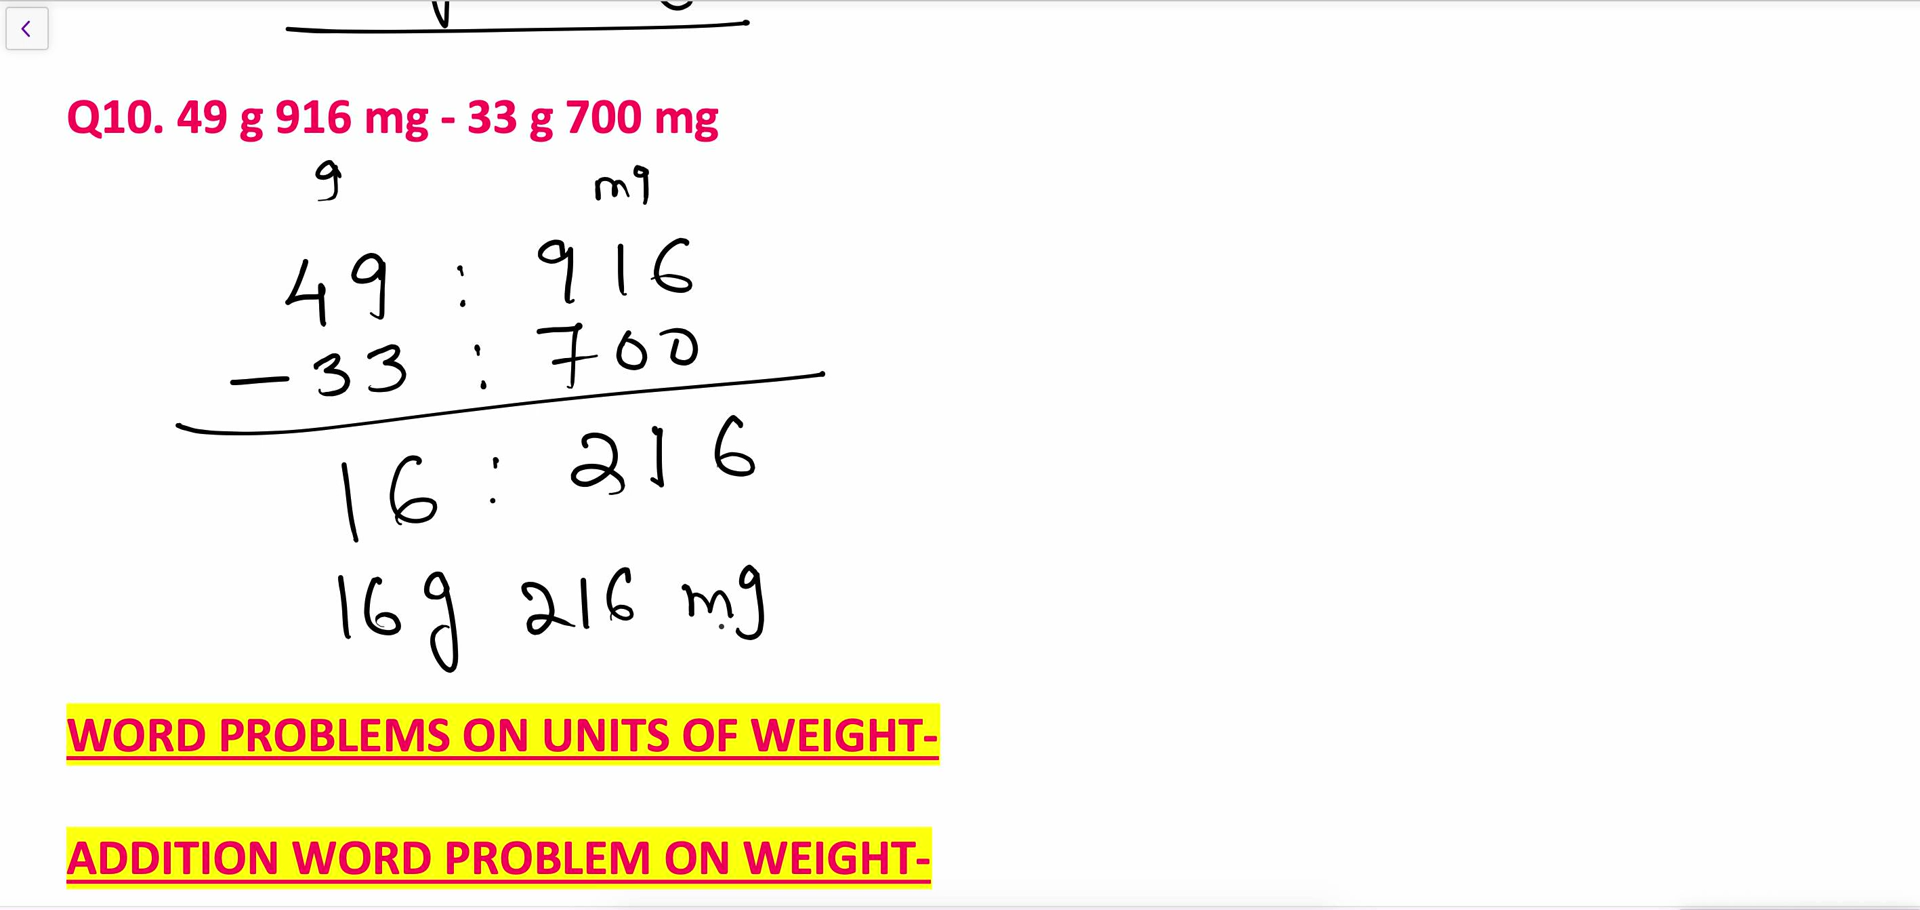 Q10. 49 g 916 mg - 33 g 700 mg
g mg
49 : 916
- 33 : 700
16 : 216
16 g 216 mg
WORD PROBLEMS ON UNITS OF WEIGHT-
ADDITION WORD PROBLEM ON WEIGHT-